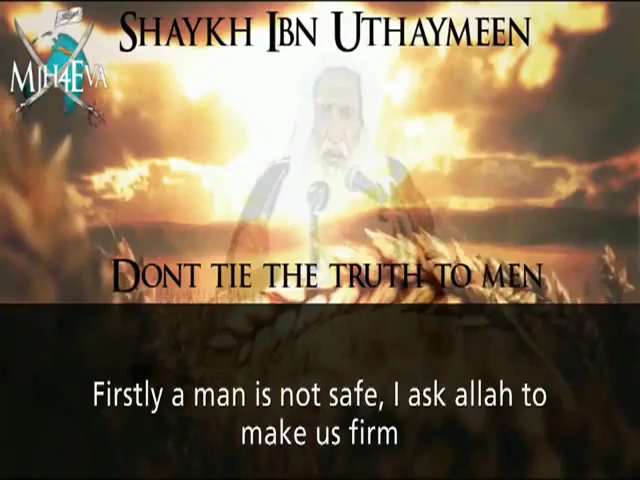 SHAYKH IBN UTHAYMEEN
MJH4EVA
DONT TIE THE TRUTH TO MEN
Firstly a man is not safe, I ask allah to
make us firm